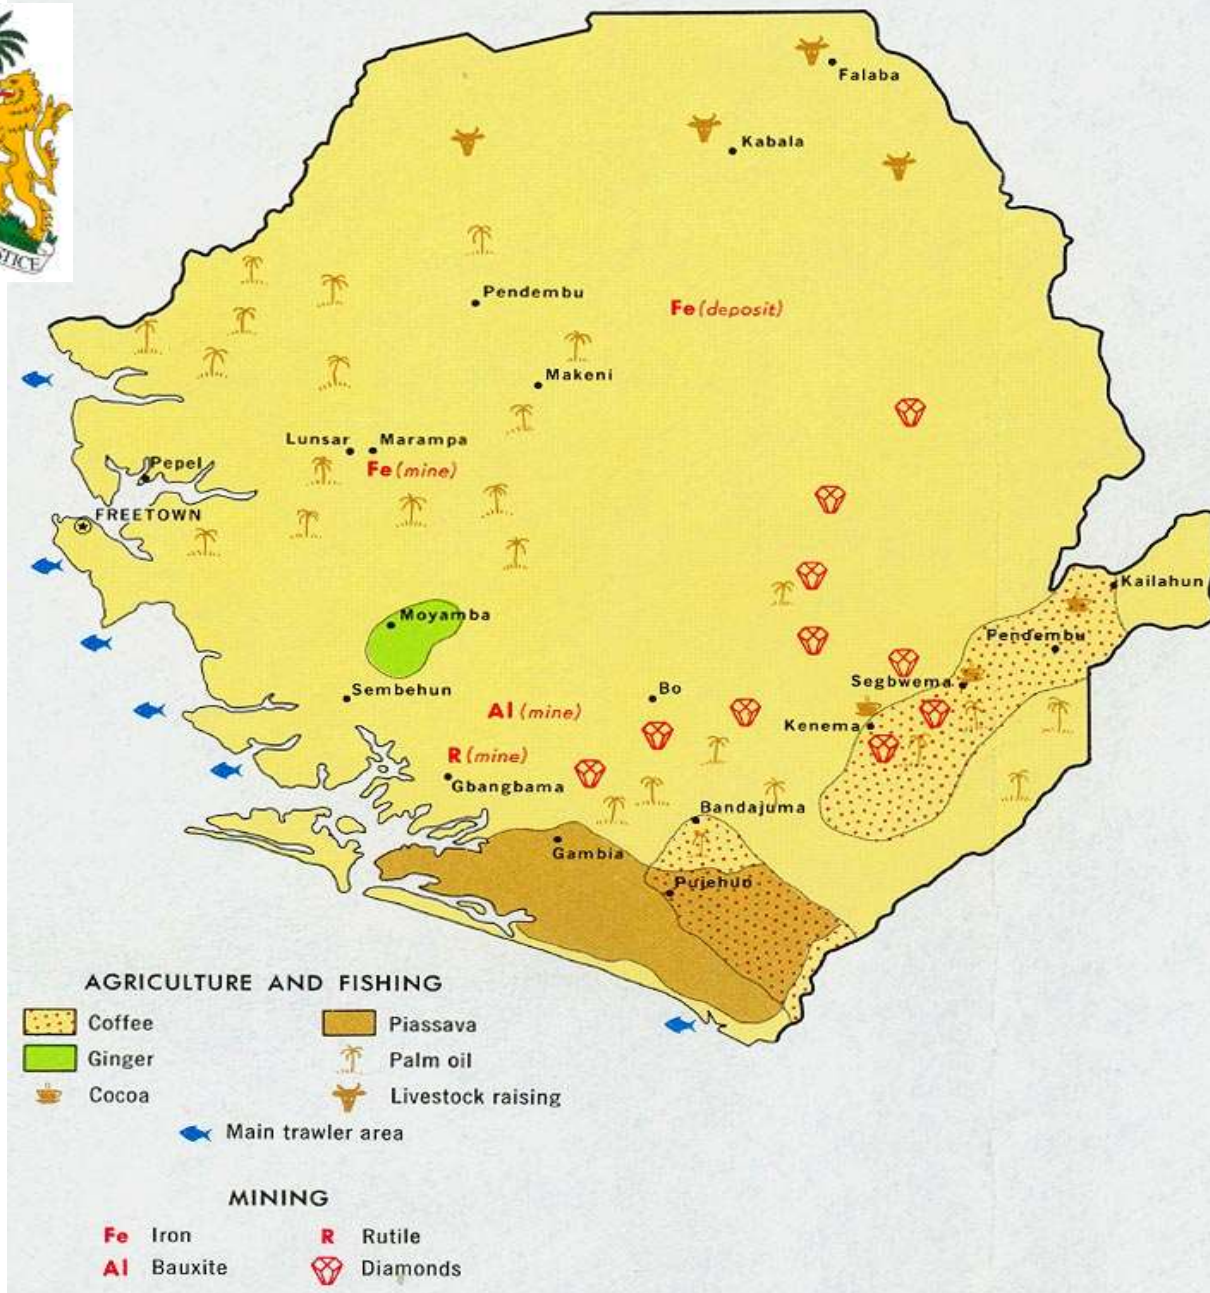 STICE
Falaba
Kabala
Pendembu
Fe (deposit)
Makeni
Lunsar
Marampa
Fe (mine)
Pepel
FREETOWN
Kailahun
Moyamba
Pendembu
Segbwema
Sembehun
Bo
Al (mine)
Kenema
R (mine)
Gbangbama
Bandajuma
Gambia
Pujehun
AGRICULTURE AND FISHING
Coffee
Piassava
Ginger
Palm oil
Cocoa
Livestock raising
Main trawler area
MINING
Fe Iron
R Rutile
Al Bauxite
Diamonds